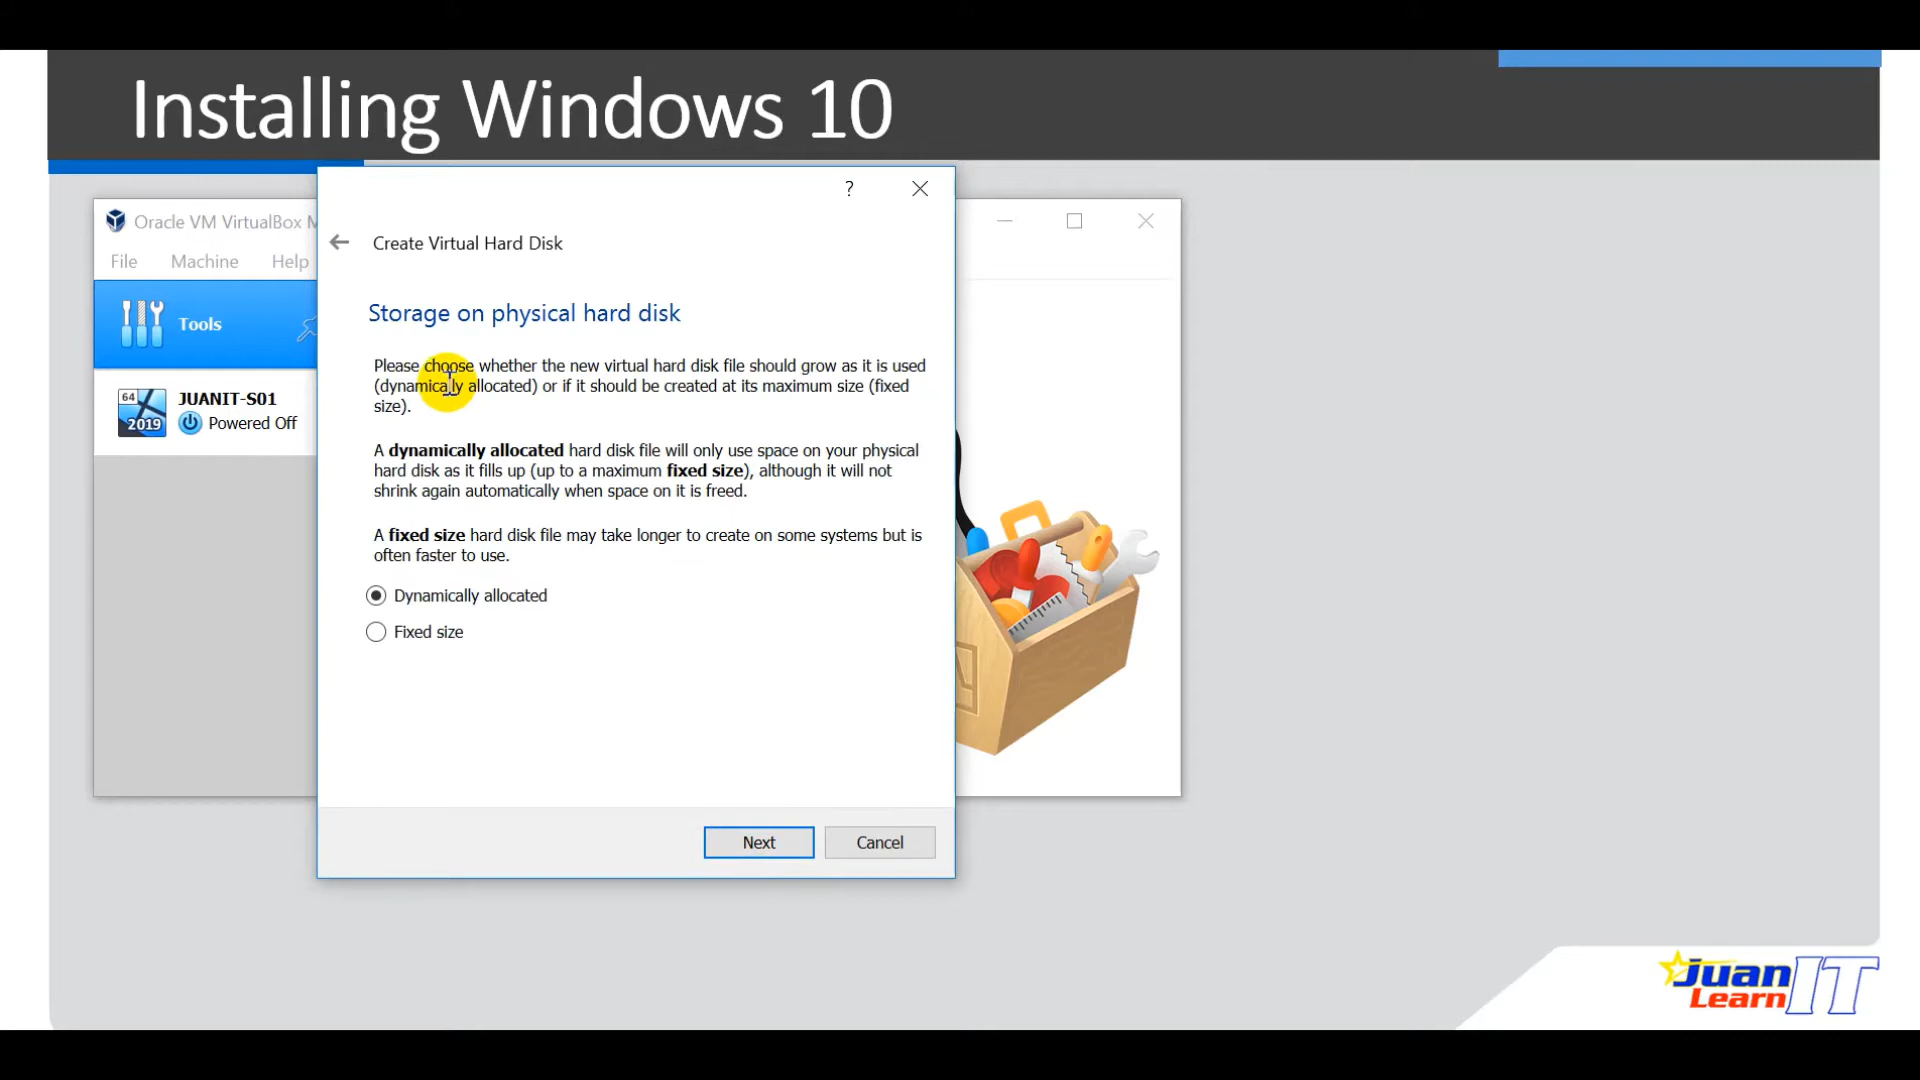 Installing Windows 10
Oracle VM VirtualBox M
File Machine Help
Tools
64
2019
JUANIT-S01
Powered Off
?
Create Virtual Hard Disk
Storage on physical hard disk
Please choose whether the new virtual hard disk file should grow as it is used
(dynamically allocated) or if it should be created at its maximum size (fixed
size).
A dynamically allocated hard disk file will only use space on your physical
hard disk as it fills up (up to a maximum fixed size), although it will not
shrink again automatically when space on it is freed.
A fixed size hard disk file may take longer to create on some systems but is
often faster to use.
Dynamically allocated
Fixed size
Next Cancel
Juan IT
Learn